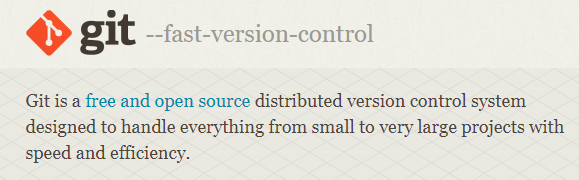 git --fast-version-control
Git is a free and open source distributed version control system
designed to handle everything from small to very large projects with
speed and efficiency.